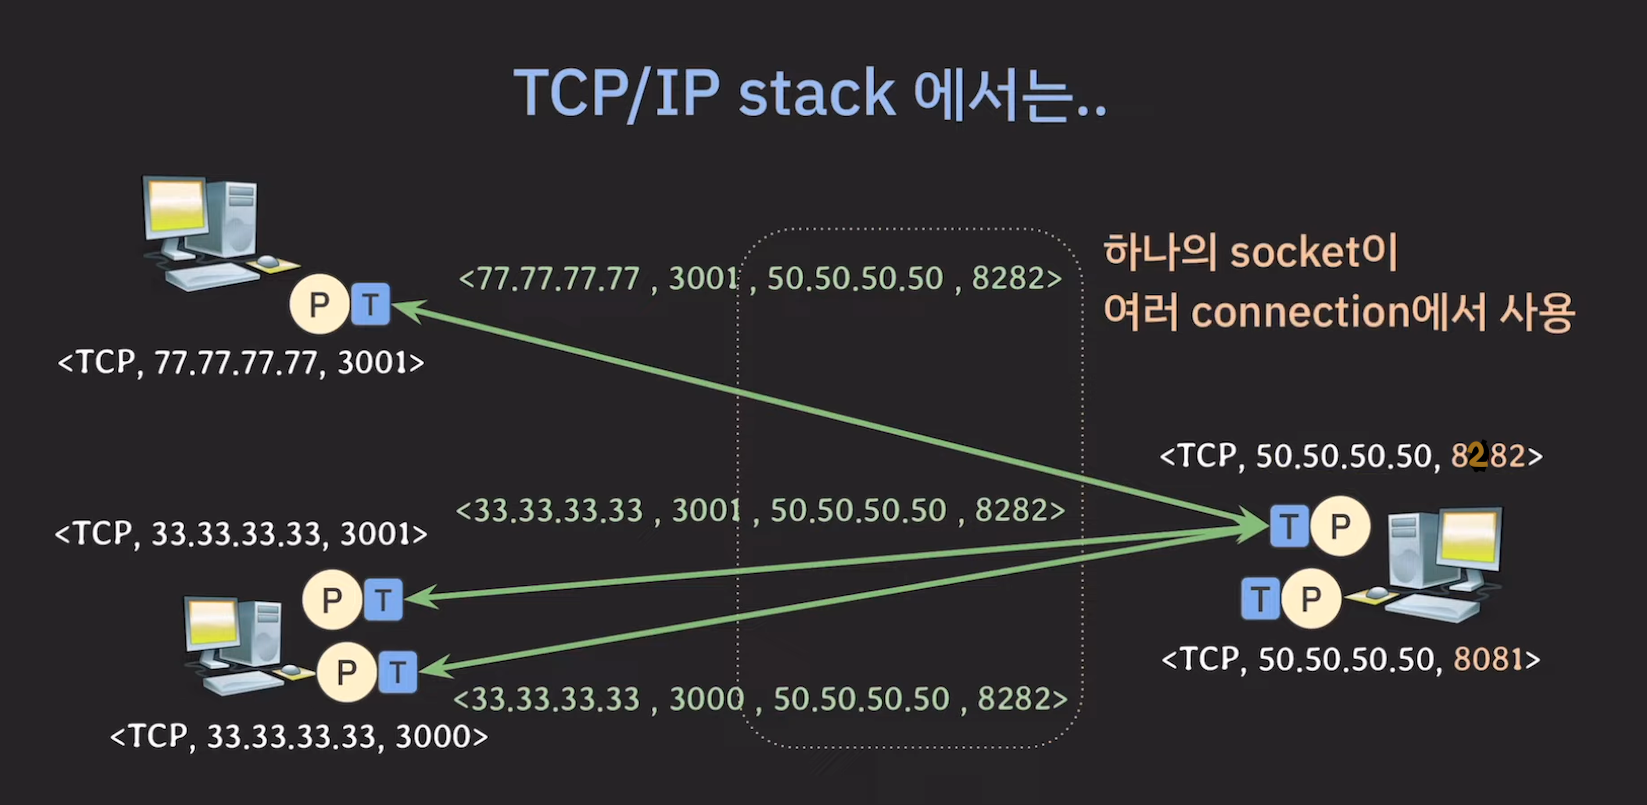 TCP/IP stack 에서는..
<77.77.77.77 , 3001 , 50.50.50.50 , 8282>
하나의 socket이
여러 connection에서 사용
P T
<TCP, 77.77.77.77, 3001>
<TCP, 50.50.50.50, 8282>
<33.33.33.33 , 3001 , 50.50.50.50 , 8282>
<TCP, 33.33.33.33, 3001>
T P
P T
T P
P T
<TCP, 50.50.50.50, 8081>
<33.33.33.33 , 3000 , 50.50.50.50 , 8282>
<TCP, 33.33.33.33, 3000>